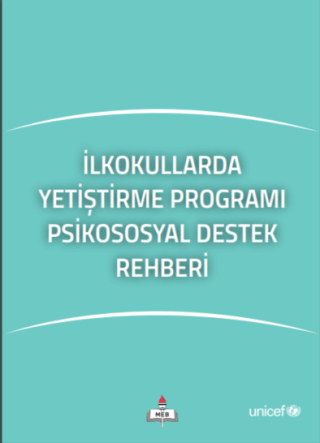 İLKOKULLARDA
YETİŞTİRME PROGRAMI
PSİKOSOSYAL DESTEK
REHBERİ
MEB
unicef